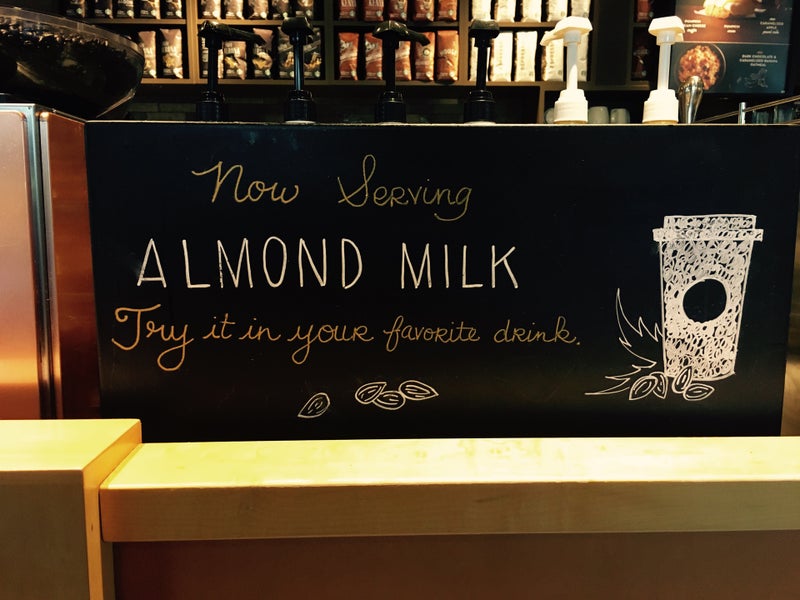 Now Serving
ALMOND MILK
Try it in your favorite drink.